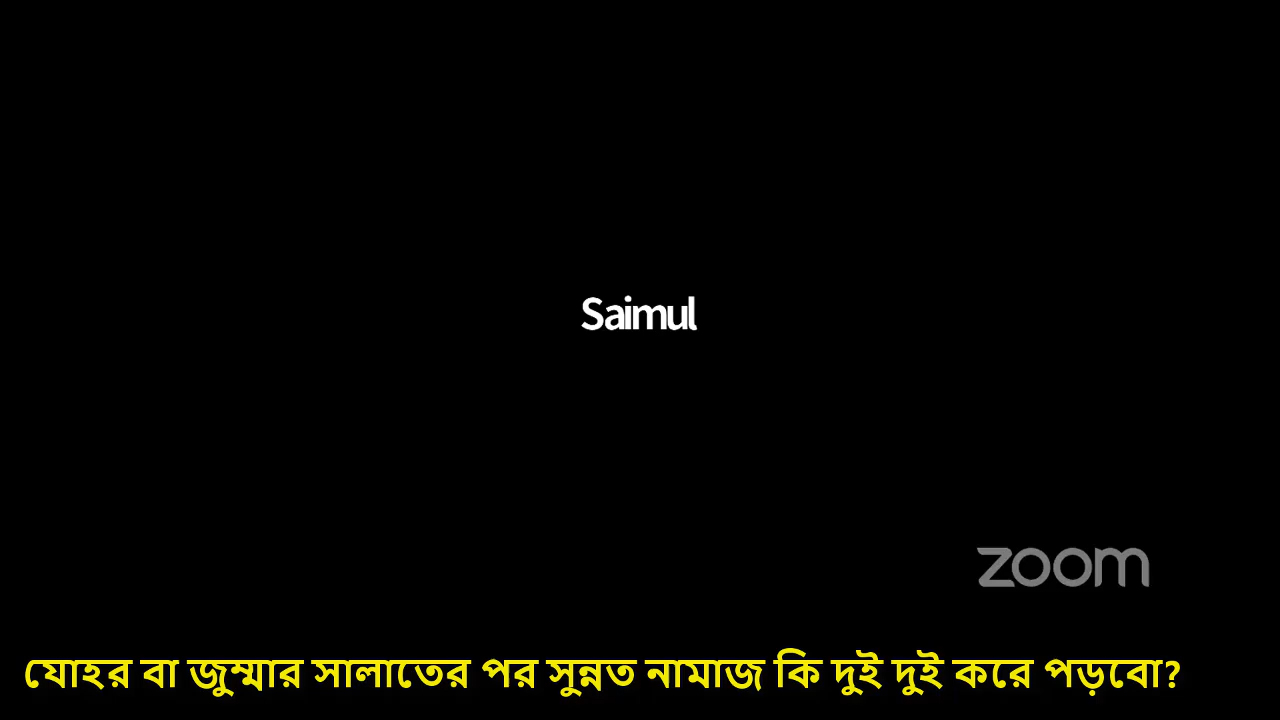 Saimul
zoom
যোহর বা জুম্মার সালাতের পর সুন্নত নামাজ কি দুই দুই করে পড়বো?